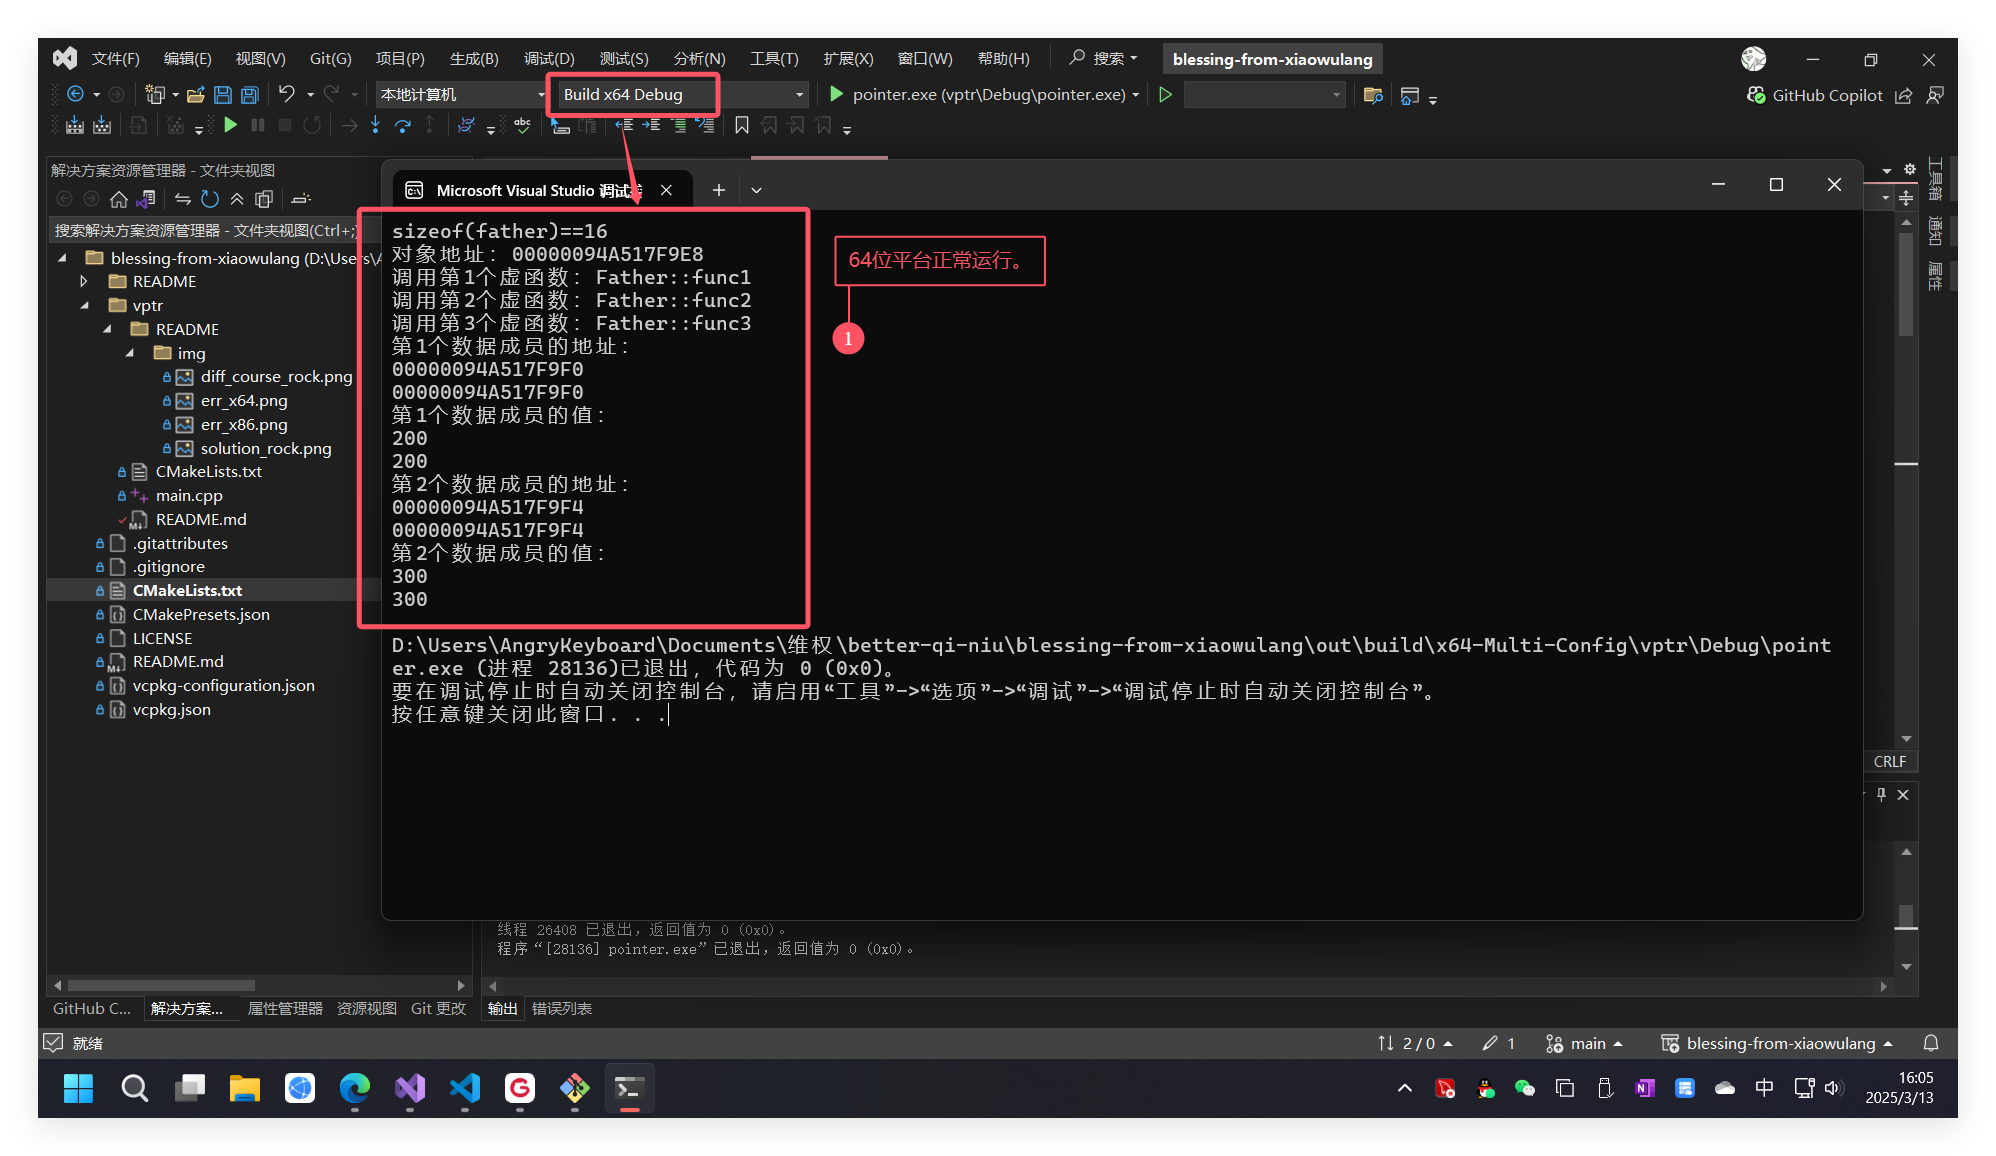 文件(F) 编辑(E) 视图(V) Git(G) 项目(P) 生成(B) 调试(D) 测试(S) 分析(N) 工具(T) 扩展(X) 窗口(W) 帮助(H) 搜索 blessing-from-xiaowulang
本地计算机 Build x64 Debug pointer.exe (vptr\Debug\pointer.exe) GitHub Copilot
解决方案资源管理器 - 文件夹视图
搜索解决方案资源管理器 - 文件夹视图(Ctrl+;)
blessing-from-xiaowulang (D:\Users\A
README
vptr
README
img
diff_course_rock.png
err_x64.png
err_x86.png
solution_rock.png
CMakeLists.txt
main.cpp
README.md
.gitattributes
.gitignore
CMakeLists.txt
CMakePresets.json
LICENSE
README.md
vcpkg-configuration.json
vcpkg.json
Microsoft Visual Studio 调试
sizeof(father)==16
对象地址：00000094A517F9E8
调用第1个虚函数：Father::func1
调用第2个虚函数：Father::func2
调用第3个虚函数：Father::func3
第1个数据成员的地址：
00000094A517F9F0
00000094A517F9F0
第1个数据成员的值：
200
200
第2个数据成员的地址：
00000094A517F9F4
00000094A517F9F4
第2个数据成员的值：
300
300
64位平台正常运行。
1
D:\Users\AngryKeyboard\Documents\维权\better-qi-niu\blessing-from-xiaowulang\out\build\x64-Multi-Config\vptr\Debug\point
er.exe (进程 28136)已退出，代码为 0 (0x0)。
要在调试停止时自动关闭控制台，请启用“工具”->“选项”->“调试”->“调试停止时自动关闭控制台”。
按任意键关闭此窗口. . .
工具箱
通知
属性
CRLF
线程 26408 已退出，返回值为 0 (0x0)。
程序“[28136] pointer.exe”已退出，返回值为 0 (0x0)。
GitHub C... 解决方案... 属性管理器 资源视图 Git 更改 输出 错误列表
就绪 2 / 0 1 main blessing-from-xiaowulang
中
16:05
2025/3/13